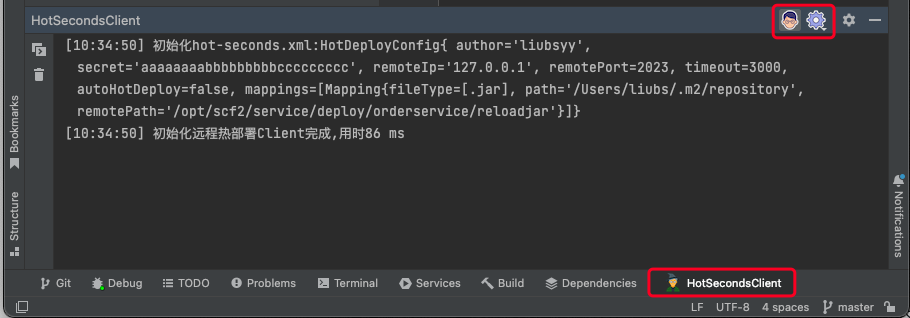 HotSecondsClient
[10:34:50] 初始化hot-seconds.xml:HotDeployConfig{ author='liubsyy',
secret='aaaaaaaabbbbbbbbbbccccccccc', remoteIp='127.0.0.1', remotePort=2023, timeout=3000,
autoHotDeploy=false, mappings=[Mapping{fileType=[.jar], path='/Users/liubs/.m2/repository',
remotePath='/opt/scf2/service/deploy/orderservice/reloadjar'}]}
[10:34:50] 初始化远程热部署Client完成,用时86 ms
Bookmarks
Structure
Notifications
Git Debug TODO Problems Terminal Services Build Dependencies HotSecondsClient
LF UTF-8 4 spaces master